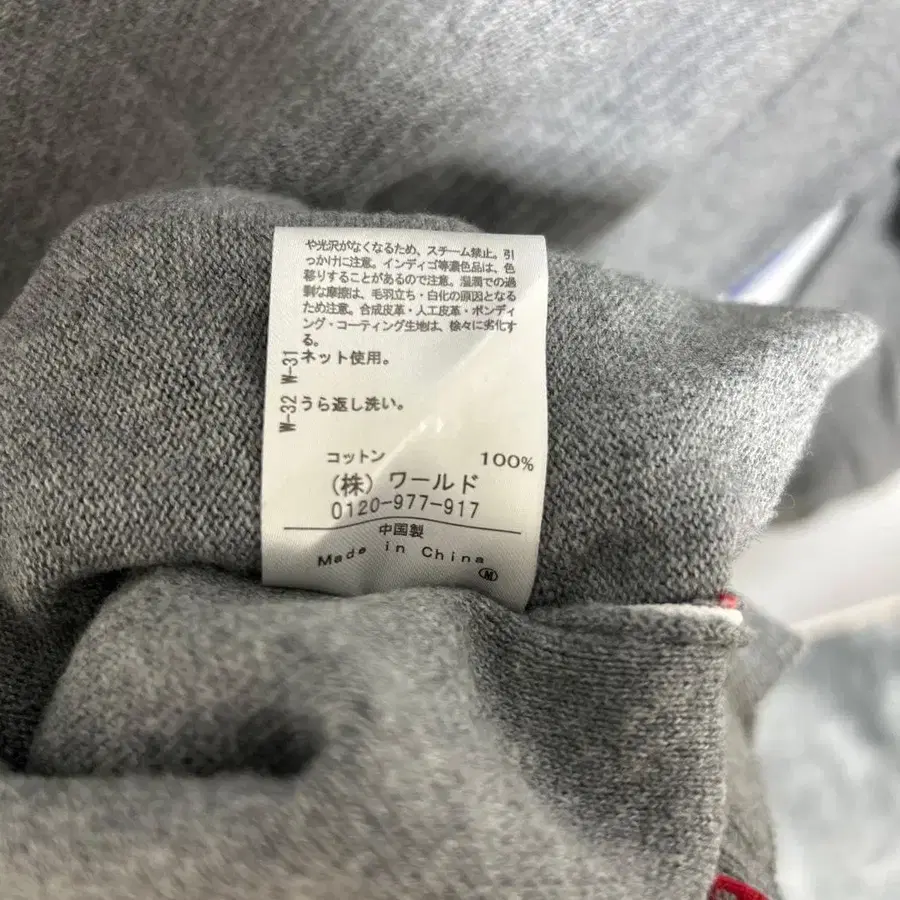 や光沢がなくなるため、スチーム禁止。引
っかけに注意。インディゴ等濃色品は、色
移りすることがあるので注意。湿潤での過
剰な摩擦は、毛羽立ち・白化の原因となる
ため注意。合成皮革・人工皮革・ボンディ
ング・コーティング生地は、徐々に劣化す
る。
W-31 ネット使用。
W-32 うら返し洗い。
コットン 100%
(株) ワールド
0120-977-917
中国製
Made in China
M